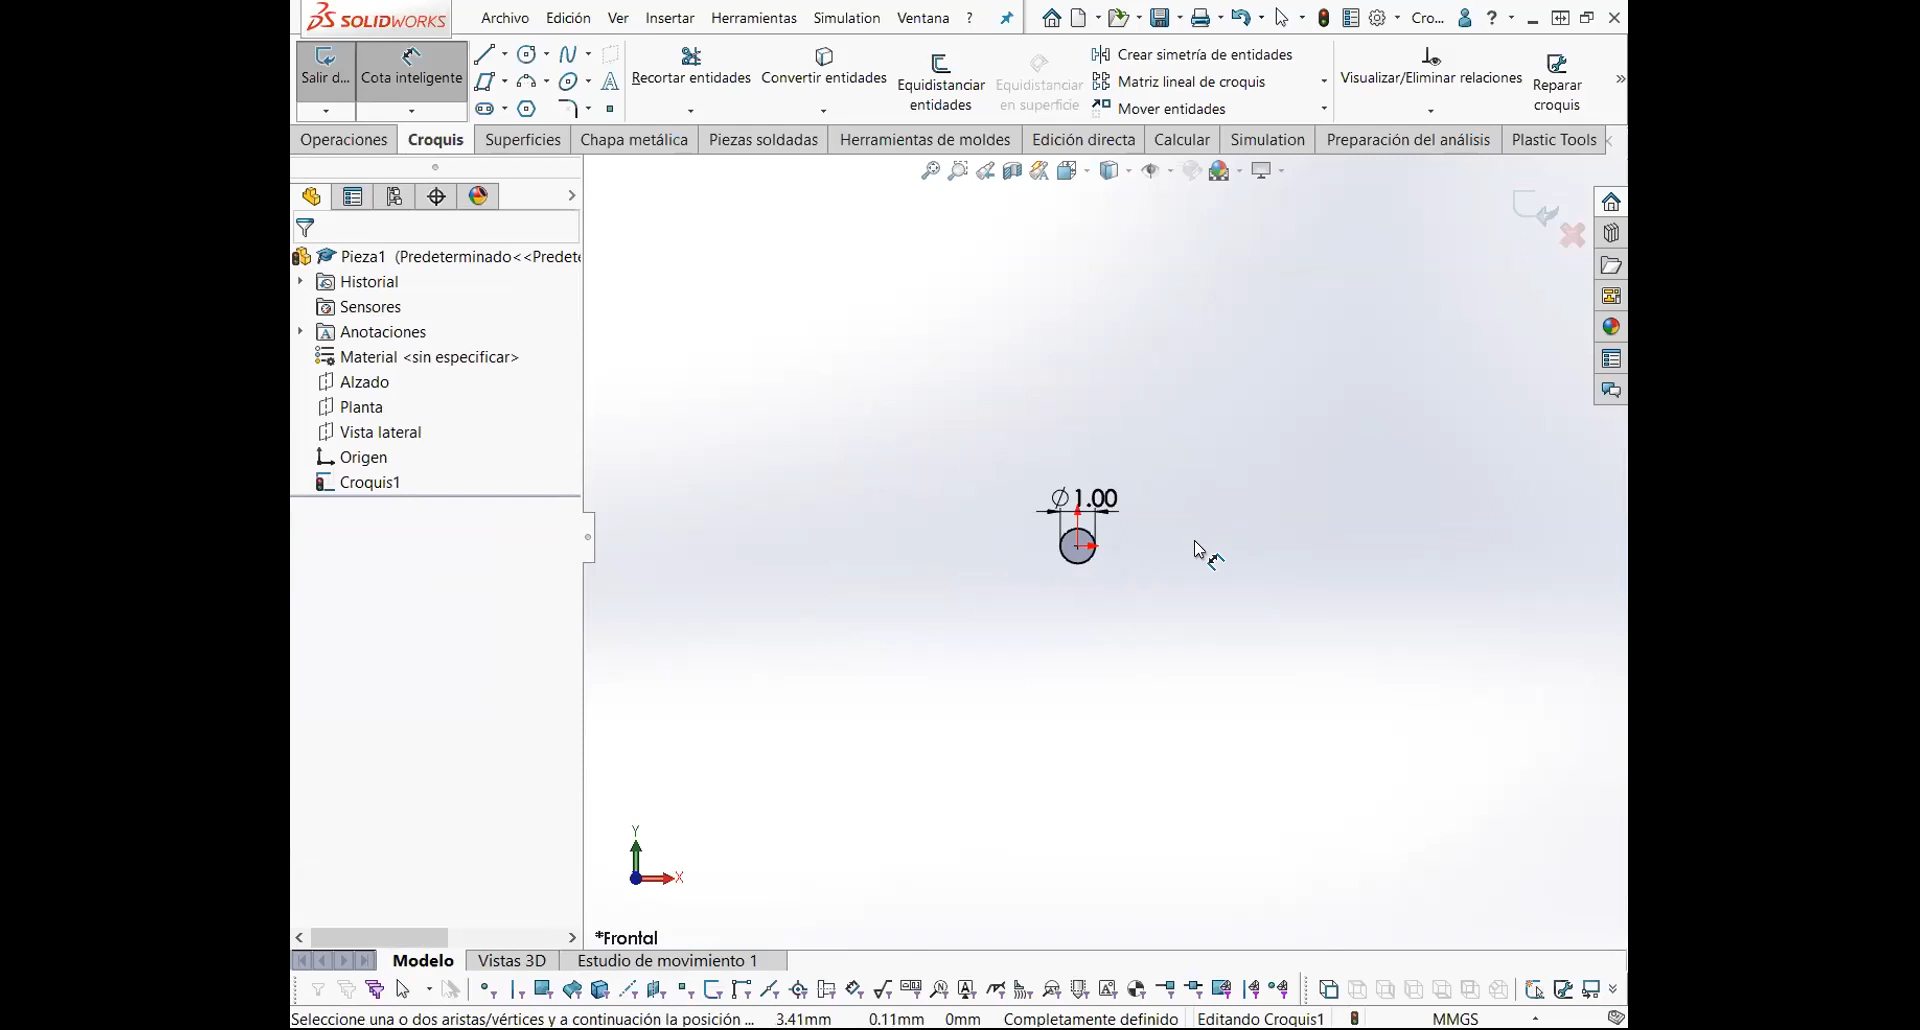 SOLIDWORKS
Archivo Edición Ver Insertar Herramientas Simulation Ventana ? Cro... ?
Salir d... Cota inteligente Recortar entidades Convertir entidades Equidistanciar entidades Equidistanciar en superficie Crear simetría de entidades
Matriz lineal de croquis
Mover entidades
Visualizar/Eliminar relaciones Reparar croquis »
Operaciones Croquis Superficies Chapa metálica Piezas soldadas Herramientas de moldes Edición directa Calcular Simulation Preparación del análisis Plastic Tools
Pieza1 (Predeterminado<<Predete
Historial
Sensores
Anotaciones
Material <sin especificar>
Alzado
Planta
Vista lateral
Origen
Croquis1
∅1.00
Y
X
*Frontal
Modelo Vistas 3D Estudio de movimiento 1
Seleccione una o dos aristas/vértices y a continuación la posición ... 3.41mm 0.11mm 0mm Completamente definido Editando Croquis1 MMGS